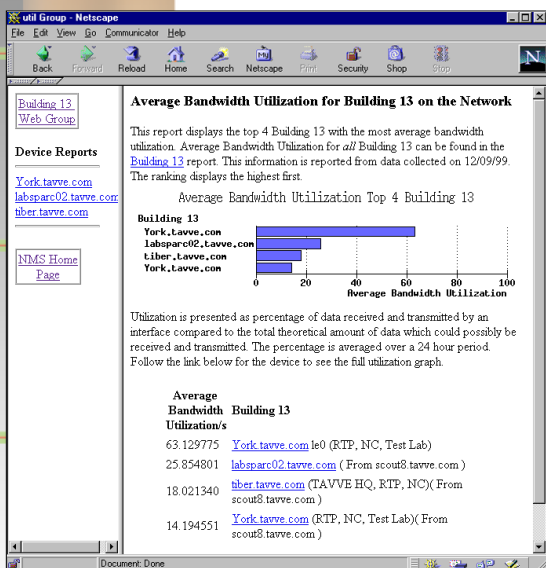 util Group - Netscape
File Edit View Go Communicator Help
Back Forward Reload Home Search Netscape Print Security Shop Stop
N
Building 13
Web Group
Device Reports
York.tavve.com
labsparc02.tavve.com
tiber.tavve.com
NMS Home
Page
Average Bandwidth Utilization for Building 13 on the Network
This report displays the top 4 Building 13 with the most average bandwidth
utilization. Average Bandwidth Utilization for all Building 13 can be found in the
Building 13 report. This information is reported from data collected on 12/09/99.
The ranking displays the highest first.
Average Bandwidth Utilization Top 4 Building 13
Building 13
York.tavve.com
labsparc02.tavve.com
tiber.tavve.com
York.tavve.com
0 20 40 60 80 100
Average Bandwidth Utilization
Utilization is presented as percentage of data received and transmitted by an
interface compared to the total theoretical amount of data which could possibly be
received and transmitted. The percentage is averaged over a 24 hour period.
Follow the link below for the device to see the full utilization graph.
Average
Bandwidth Building 13
Utilization/s
63.129775 York.tavve.com le0 (RTP, NC, Test Lab)
25.854801 labsparc02.tavve.com ( From scout8.tavve.com )
18.021340 tiber.tavve.com (TAVVE HQ, RTP, NC)( From
scout8.tavve.com )
14.194551 York.tavve.com (RTP, NC, Test Lab)( From
scout8.tavve.com )
Document: Done